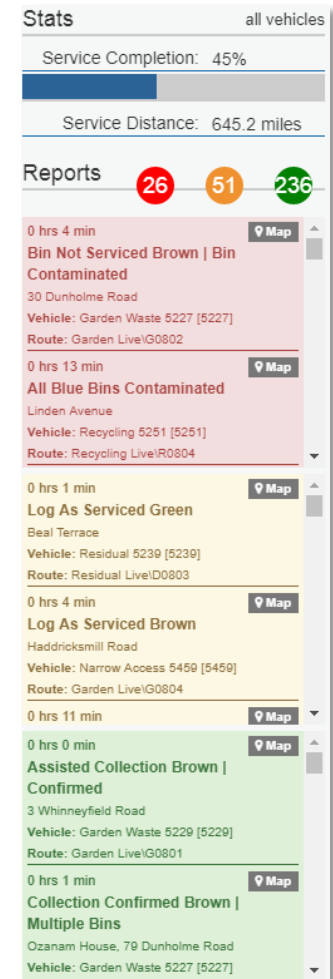 Stats all vehicles
Service Completion: 45%
Service Distance: 645.2 miles
Reports 26 51 236
0 hrs 4 min Map
Bin Not Serviced Brown | Bin
Contaminated
30 Dunholme Road
Vehicle: Garden Waste 5227 [5227]
Route: Garden Live\G0802
0 hrs 13 min Map
All Blue Bins Contaminated
Linden Avenue
Vehicle: Recycling 5251 [5251]
Route: Recycling Live\R0804
0 hrs 1 min Map
Log As Serviced Green
Beal Terrace
Vehicle: Residual 5239 [5239]
Route: Residual Live\D0803
0 hrs 4 min Map
Log As Serviced Brown
Haddricksmill Road
Vehicle: Narrow Access 5459 [5459]
Route: Garden Live\G0804
0 hrs 11 min Map
0 hrs 0 min Map
Assisted Collection Brown |
Confirmed
3 Whinneyfield Road
Vehicle: Garden Waste 5229 [5229]
Route: Garden Live\G0801
0 hrs 1 min Map
Collection Confirmed Brown |
Multiple Bins
Ozanam House, 79 Dunholme Road
Vehicle: Garden Waste 5227 [5227]